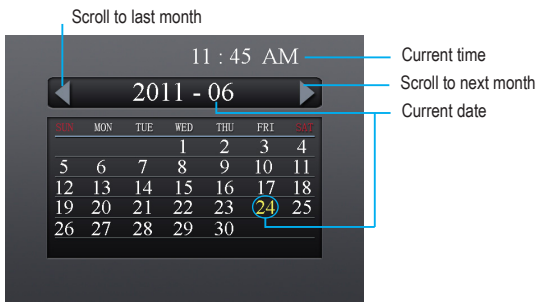 Scroll to last month
11 : 45 AM
Current time
2011 - 06
Scroll to next month
Current date
SUN MON TUE WED THU FRI SAT
1 2 3 4
5 6 7 8 9 10 11
12 13 14 15 16 17 18
19 20 21 22 23 24 25
26 27 28 29 30